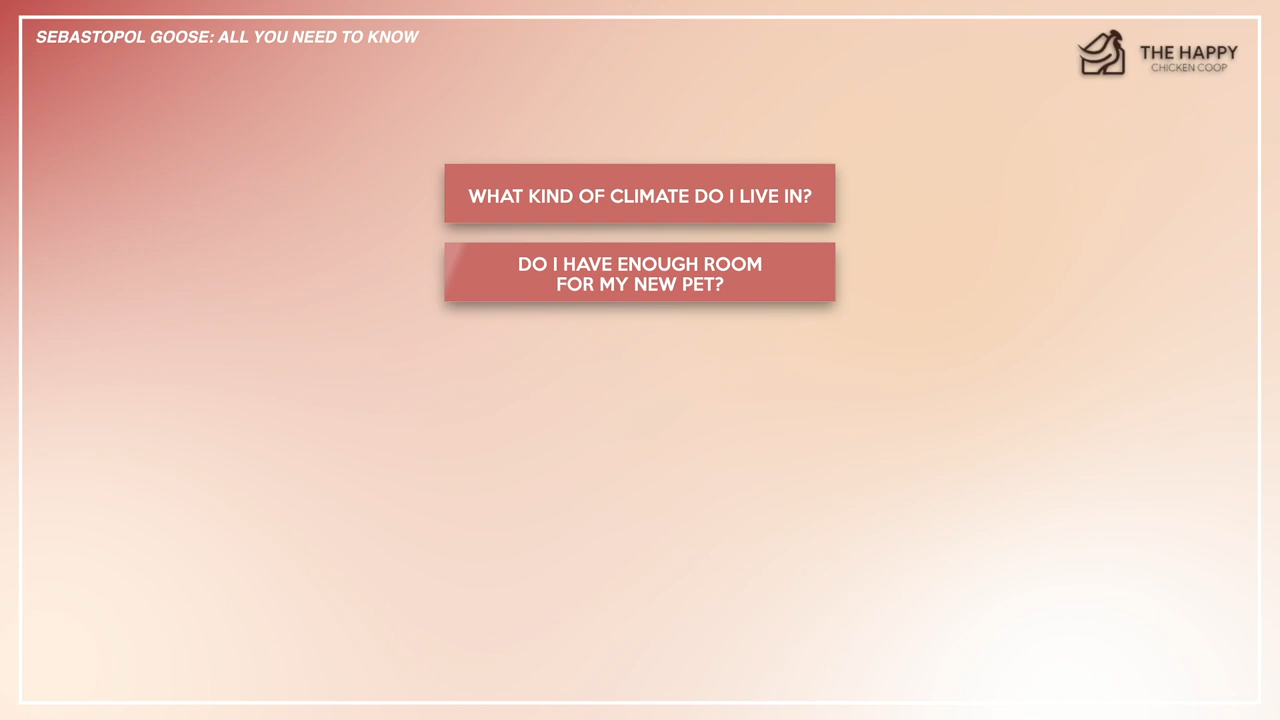 SEBASTOPOL GOOSE: ALL YOU NEED TO KNOW
THE HAPPY
CHICKEN COOP
WHAT KIND OF CLIMATE DO I LIVE IN?
DO I HAVE ENOUGH ROOM
FOR MY NEW PET?